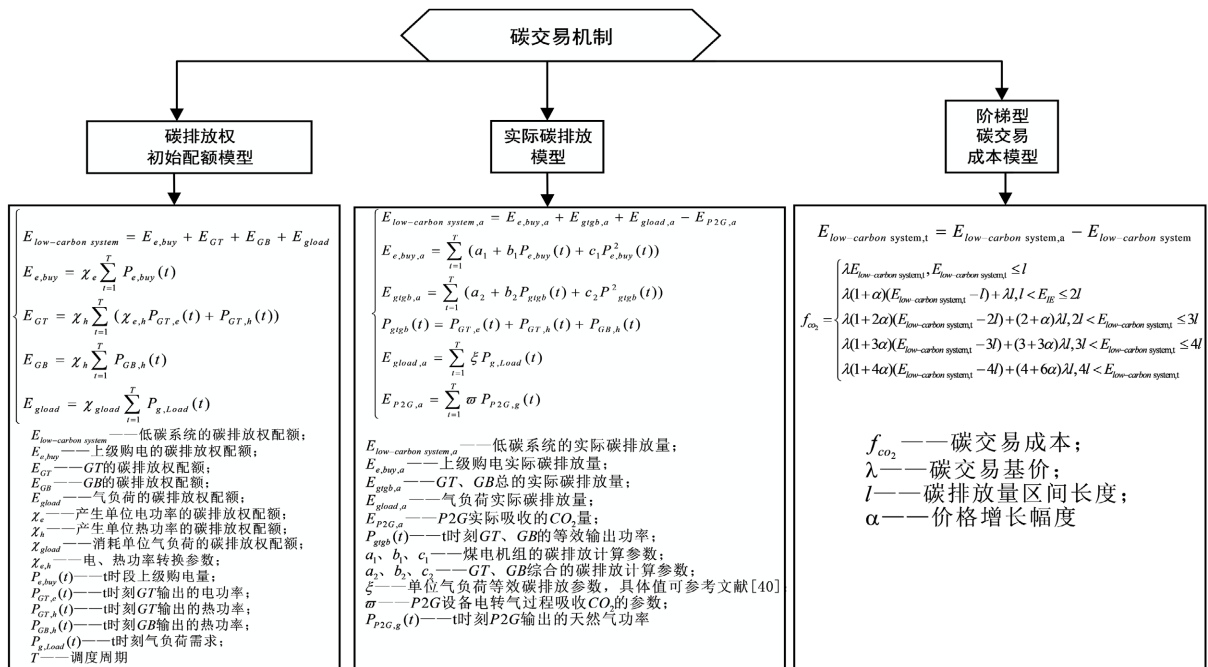 碳交易机制
碳排放权
初始配额模型
实际碳排放
模型
阶梯型
碳交易
成本模型
E_{low-carbon system} = E_{e,buy} + E_{GT} + E_{GB} + E_{gload}
E_{e,buy} = χ_e ∑_{t=1}^{T} P_{e,buy}(t)
E_{GT} = χ_h ∑_{t=1}^{T} (χ_{e,h} P_{GT,e}(t) + P_{GT,h}(t))
E_{GB} = χ_h ∑_{t=1}^{T} P_{GB,h}(t)
E_{gload} = χ_{gload} ∑_{t=1}^{T} P_{g,Load}(t)
E_{low-carbon system}——低碳系统的碳排放权配额;
E_{e,buy}——上级购电的碳排放权配额;
E_{GT}——GT的碳排放权配额;
E_{GB}——GB的碳排放权配额;
E_{gload}——气负荷的碳排放权配额;
χ_e——产生单位电功率的碳排放权配额;
χ_h——产生单位热功率的碳排放权配额;
χ_{gload}——消耗单位气负荷的碳排放权配额;
χ_{e,h}——电、热功率转换参数;
P_{e,buy}(t)——t时段上级购电量;
P_{GT,e}(t)——t时刻GT输出的电功率;
P_{GT,h}(t)——t时刻GT输出的热功率;
P_{GB,h}(t)——t时刻GB输出的热功率;
P_{g,Load}(t)——t时刻气负荷需求;
T——调度周期
E_{low-carbon system,a} = E_{e,buy,a} + E_{gtgb,a} + E_{gload,a} − E_{P2G,a}
E_{e,buy,a} = ∑_{t=1}^{T} (a_1 + b_1 P_{e,buy}(t) + c_1 P^2_{e,buy}(t))
E_{gtgb,a} = ∑_{t=1}^{T} (a_2 + b_2 P_{gtgb}(t) + c_2 P^2_{gtgb}(t))
P_{gtgb}(t) = P_{GT,e}(t) + P_{GT,h}(t) + P_{GB,h}(t)
E_{gload,a} = ∑_{t=1}^{T} ξ P_{g,Load}(t)
E_{P2G,a} = ∑_{t=1}^{T} ϖ P_{P2G,g}(t)
E_{low-carbon system,a}——低碳系统的实际碳排放量;
E_{e,buy,a}——上级购电实际碳排放量;
E_{gtgb,a}——GT、GB总的实际碳排放量;
E_{gload,a}——气负荷实际碳排放量;
E_{P2G,a}——P2G实际吸收的CO_2量;
P_{gtgb}(t)——t时刻GT、GB的等效输出功率;
a_1、b_1、c_1——煤电机组的碳排放计算参数;
a_2、b_2、c_2——GT、GB综合的碳排放计算参数;
ξ——单位气负荷等效碳排放参数，具体值可参考文献[40];
ϖ——P2G设备电转气过程吸收CO_2的参数;
P_{P2G,g}(t)——t时刻P2G输出的天然气功率
E_{low-carbon system,t} = E_{low-carbon system,a} − E_{low-carbon system}
λE_{low-carbon system,t}, E_{low-carbon system,t} ≤ l
λ(1+α)(E_{low-carbon system,t} − l) + λl, l < E_{IE} ≤ 2l
f_{co_2} = λ(1+2α)(E_{low-carbon system,t} − 2l) + (2+α)λl, 2l < E_{low-carbon system,t} ≤ 3l
λ(1+3α)(E_{low-carbon system,t} − 3l) + (3+3α)λl, 3l < E_{low-carbon system,t} ≤ 4l
λ(1+4α)(E_{low-carbon system,t} − 4l) + (4+6α)λl, 4l < E_{low-carbon system,t}
f_{co_2}——碳交易成本;
λ——碳交易基价;
l——碳排放量区间长度;
α——价格增长幅度